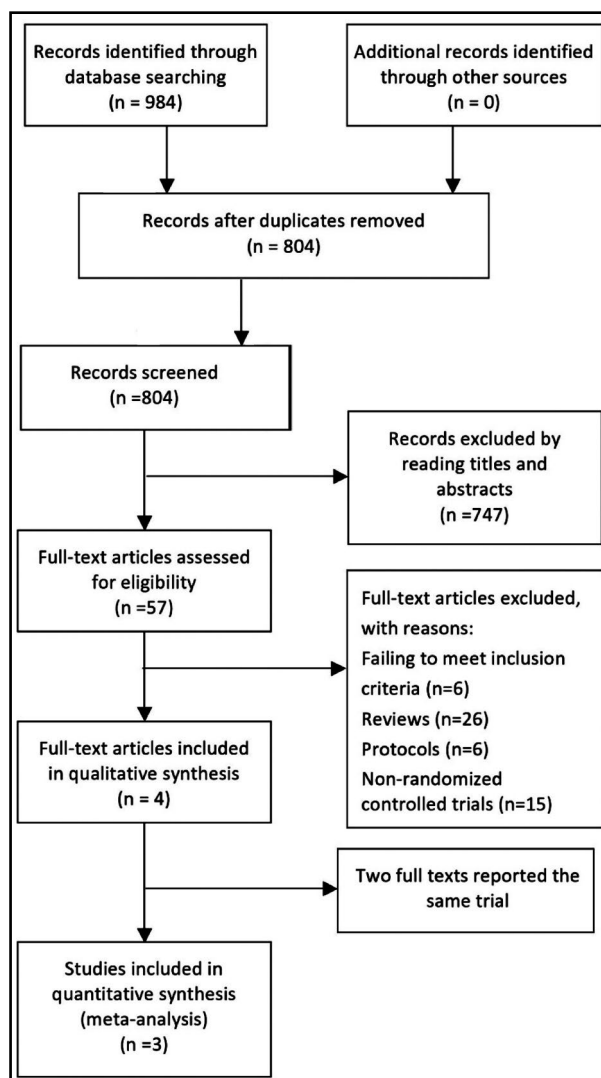 Records identified through
database searching
(n = 984)
Additional records identified
through other sources
(n = 0)
Records after duplicates removed
(n = 804)
Records screened
(n =804)
Records excluded by
reading titles and
abstracts
(n =747)
Full-text articles assessed
for eligibility
(n =57)
Full-text articles excluded,
with reasons:
Failing to meet inclusion
criteria (n=6)
Reviews (n=26)
Protocols (n=6)
Non-randomized
controlled trials (n=15)
Full-text articles included
in qualitative synthesis
(n = 4)
Two full texts reported the
same trial
Studies included in
quantitative synthesis
(meta-analysis)
(n =3)